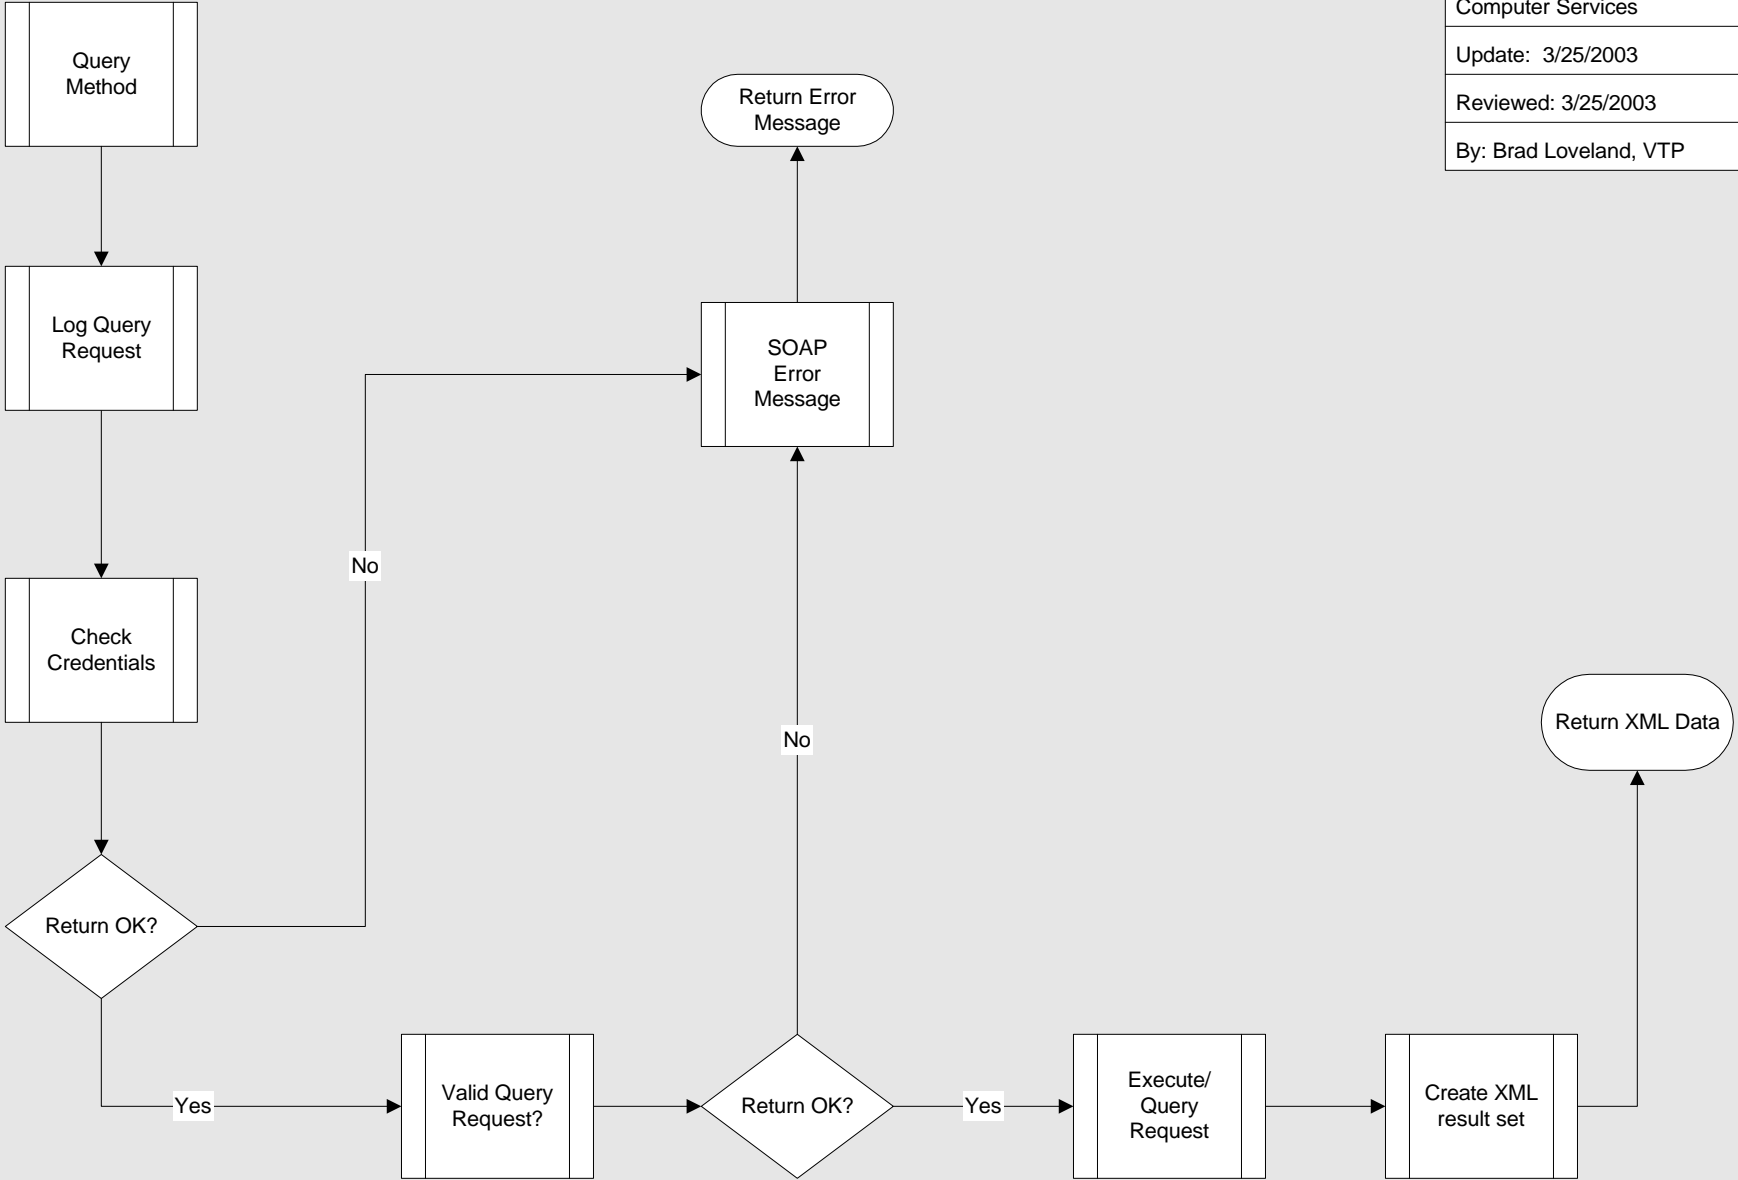 Computer Services
Update: 3/25/2003
Reviewed: 3/25/2003
By: Brad Loveland, VTP
Query
Method
Return Error
Message
Log Query
Request
SOAP
Error
Message
No
Check
Credentials
No
Return XML Data
Return OK?
Yes
Valid Query
Request?
Return OK?
Yes
Execute/
Query
Request
Create XML
result set